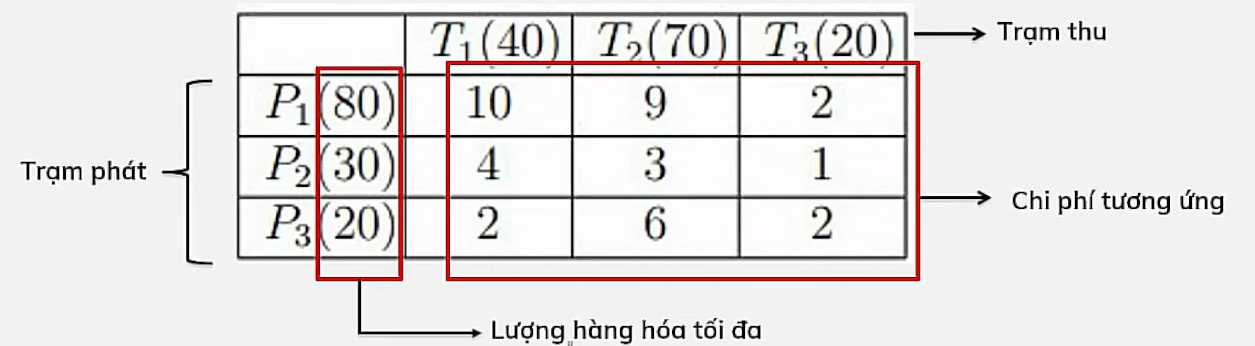 T₁(40) T₂(70) T₃(20)
Trạm thu
P₁(80) 10 9 2
Trạm phát
P₂(30) 4 3 1
Chi phí tương ứng
P₃(20) 2 6 2
Lượng hàng hóa tối đa